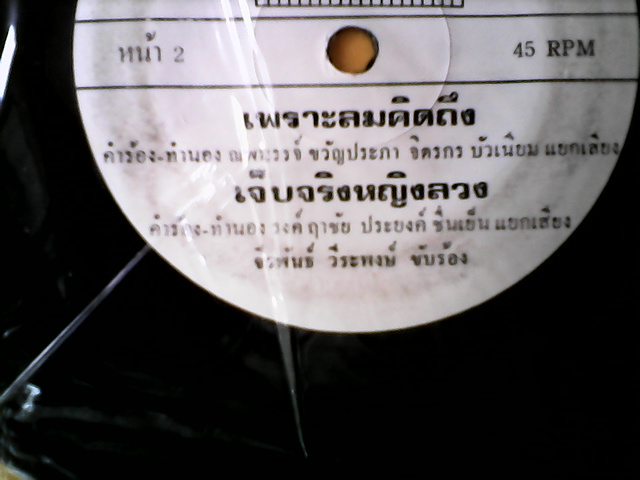 หน้า 2
45 RPM
เพราะลมคิดถึง
คำร้อง-ทำนอง ขวัญประภา จิตรกร บัวเนียม แยกเสียง
เจ็บจริงหญิงลวง
คำร้อง-ทำนอง ฤาชัย ประยงค์ ชื่นเย็น แยกเสียง
จีรพันธ์ วีระพงษ์ ขับร้อง